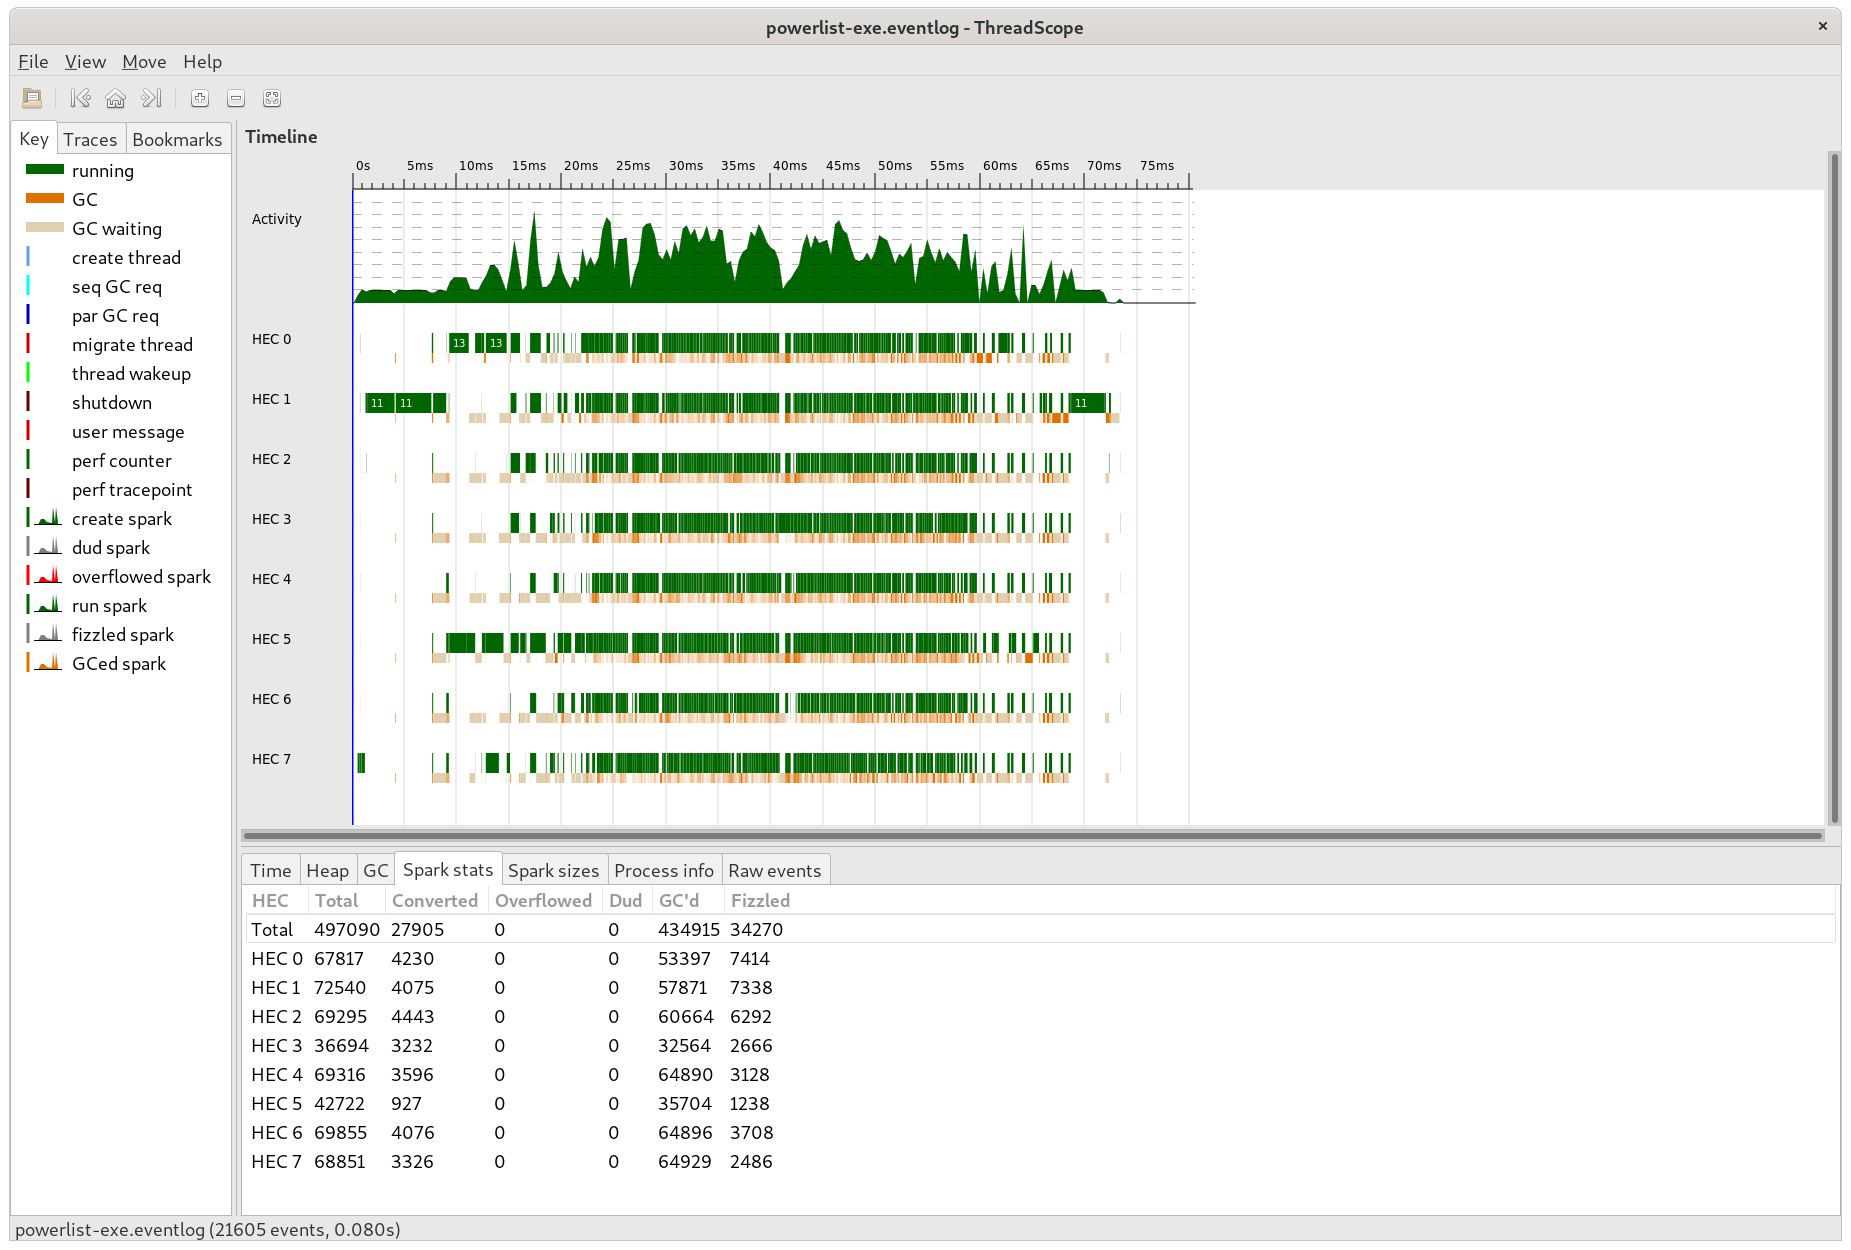 powerlist-exe.eventlog - ThreadScope ×
File View Move Help
Key Traces Bookmarks
running
GC
GC waiting
create thread
seq GC req
par GC req
migrate thread
thread wakeup
shutdown
user message
perf counter
perf tracepoint
create spark
dud spark
overflowed spark
run spark
fizzled spark
GCed spark
Timeline
0s 5ms 10ms 15ms 20ms 25ms 30ms 35ms 40ms 45ms 50ms 55ms 60ms 65ms 70ms 75ms
Activity
HEC 0 13 13
HEC 1 11 11 11
HEC 2
HEC 3
HEC 4
HEC 5
HEC 6
HEC 7
Time Heap GC Spark stats Spark sizes Process info Raw events
HEC Total Converted Overflowed Dud GC'd Fizzled
Total 497090 27905 0 0 434915 34270
HEC 0 67817 4230 0 0 53397 7414
HEC 1 72540 4075 0 0 57871 7338
HEC 2 69295 4443 0 0 60664 6292
HEC 3 36694 3232 0 0 32564 2666
HEC 4 69316 3596 0 0 64890 3128
HEC 5 42722 927 0 0 35704 1238
HEC 6 69855 4076 0 0 64896 3708
HEC 7 68851 3326 0 0 64929 2486
powerlist-exe.eventlog (21605 events, 0.080s)